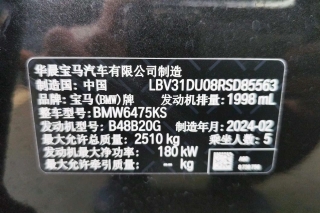 华晨宝马汽车有限公司制造
制造国: 中国 LBV31DU08RSD85563
品牌: 宝马(BMW)牌 发动机排量: 1998 mL
整车型号: BMW6475KS
发动机型号: B48B20G 制造年月: 2024-02
最大允许总质量: 2510 kg 乘坐人数: 5
发动机最大净功率: 180 kW
最大允许牵引质量: -- kg